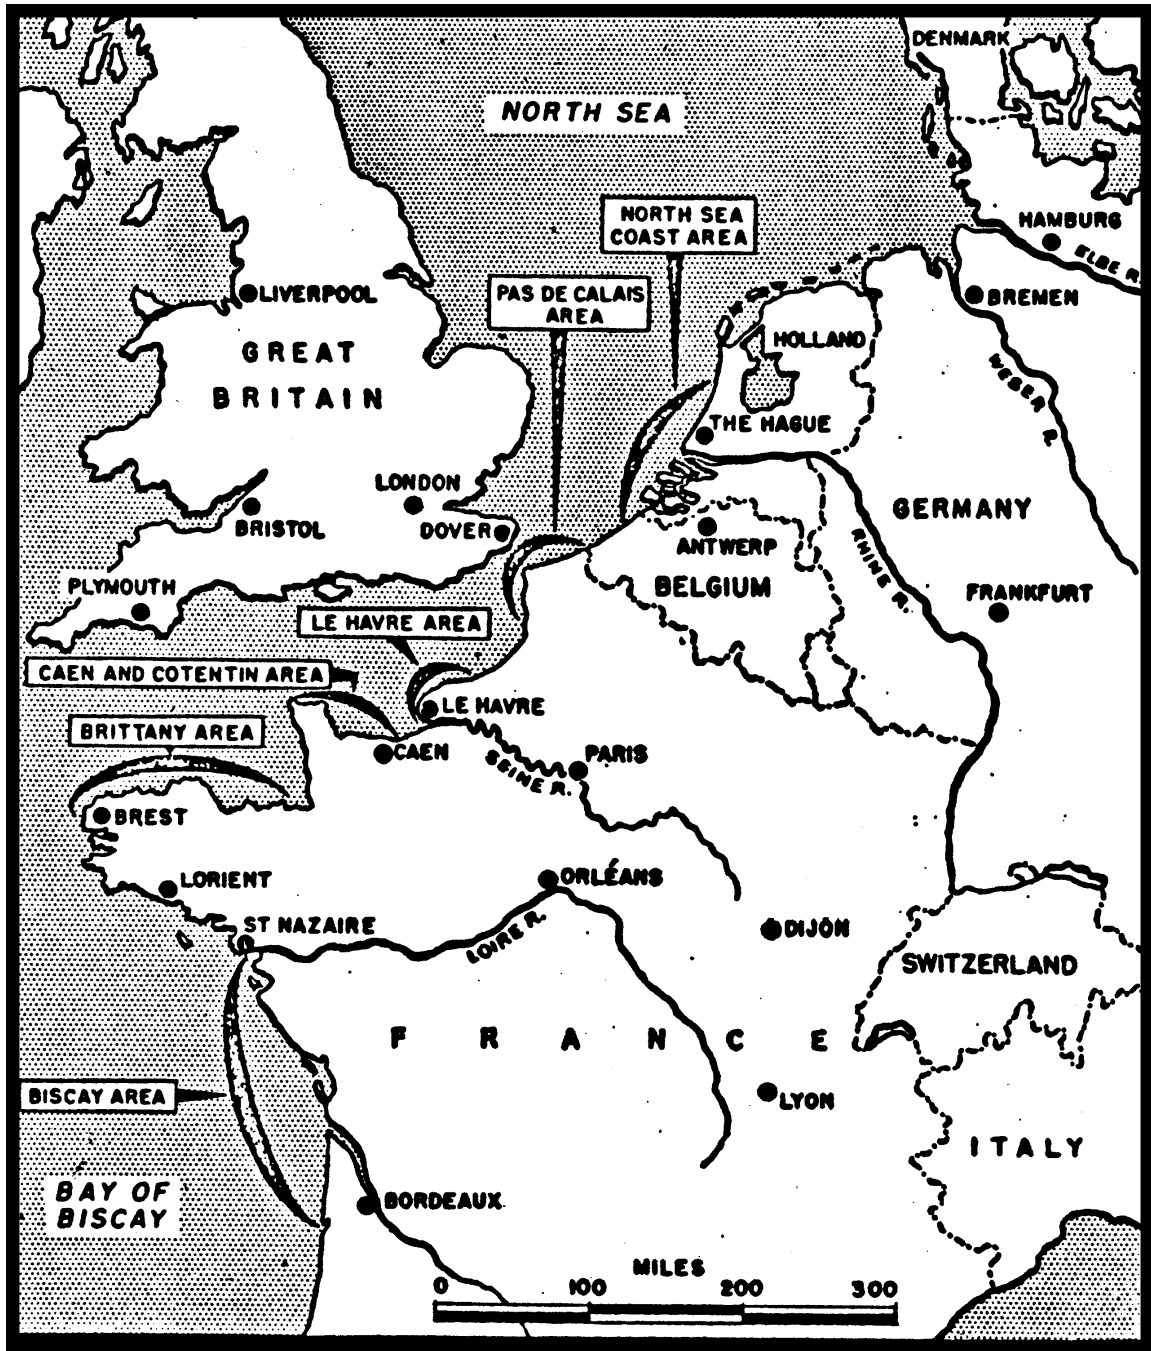 DENMARK
NORTH SEA
NORTH SEA
COAST AREA
HAMBURG
ELBE R.
PAS DE CALAIS
AREA
LIVERPOOL
BREMEN
GREAT
BRITAIN
HOLLAND
WESER R.
THE HAGUE
LONDON
BRISTOL
DOVER
GERMANY
ANTWERP
RHINE R.
PLYMOUTH
BELGIUM
FRANKFURT
LE HAVRE AREA
CAEN AND COTENTIN AREA
LE HAVRE
BRITTANY AREA
CAEN
SEINE R.
PARIS
BREST
LORIENT
ORLÉANS
ST NAZAIRE
LOIRE R.
DIJON
SWITZERLAND
FRANCE
BISCAY AREA
LYON
ITALY
BAY OF
BISCAY
BORDEAUX
MILES
0 100 200 300